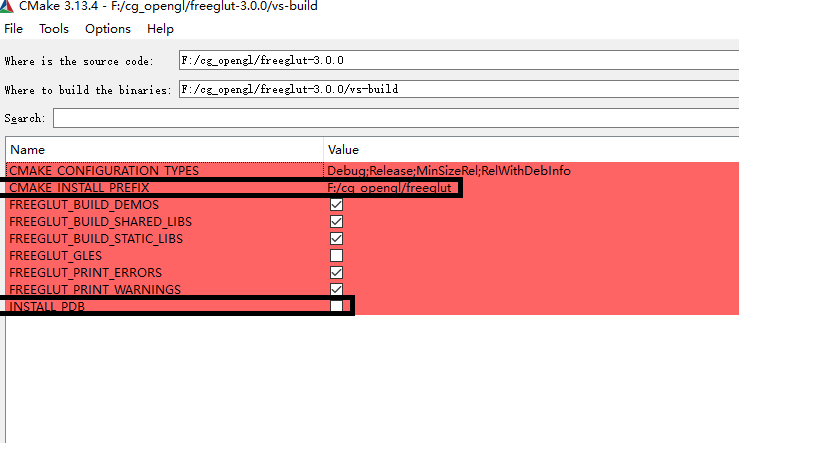 CMake 3.13.4 - F:/cg_opengl/freeglut-3.0.0/vs-build
File Tools Options Help
Where is the source code: F:/cg_opengl/freeglut-3.0.0
Where to build the binaries: F:/cg_opengl/freeglut-3.0.0/vs-build
Search:
Name Value
CMAKE_CONFIGURATION_TYPES Debug;Release;MinSizeRel;RelWithDebInfo
CMAKE_INSTALL_PREFIX F:/cg_opengl/freeglut
FREEGLUT_BUILD_DEMOS
FREEGLUT_BUILD_SHARED_LIBS
FREEGLUT_BUILD_STATIC_LIBS
FREEGLUT_GLES
FREEGLUT_PRINT_ERRORS
FREEGLUT_PRINT_WARNINGS
INSTALL_PDB